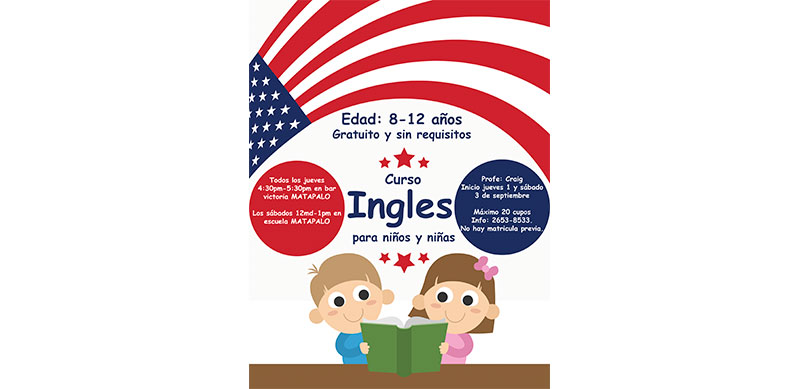 Edad: 8-12 años
Gratuito y sin requisitos
Curso
Ingles
para niños y niñas
Todos los jueves
4:30pm-5:30pm en bar
victoria MATAPALO
Los sábados 12md-1pm en
escuela MATAPALO
Profe: Craig
Inicio jueves 1 y sábado
3 de septiembre
Máximo 20 cupos
Info: 2653-8533.
No hay matricula previa.